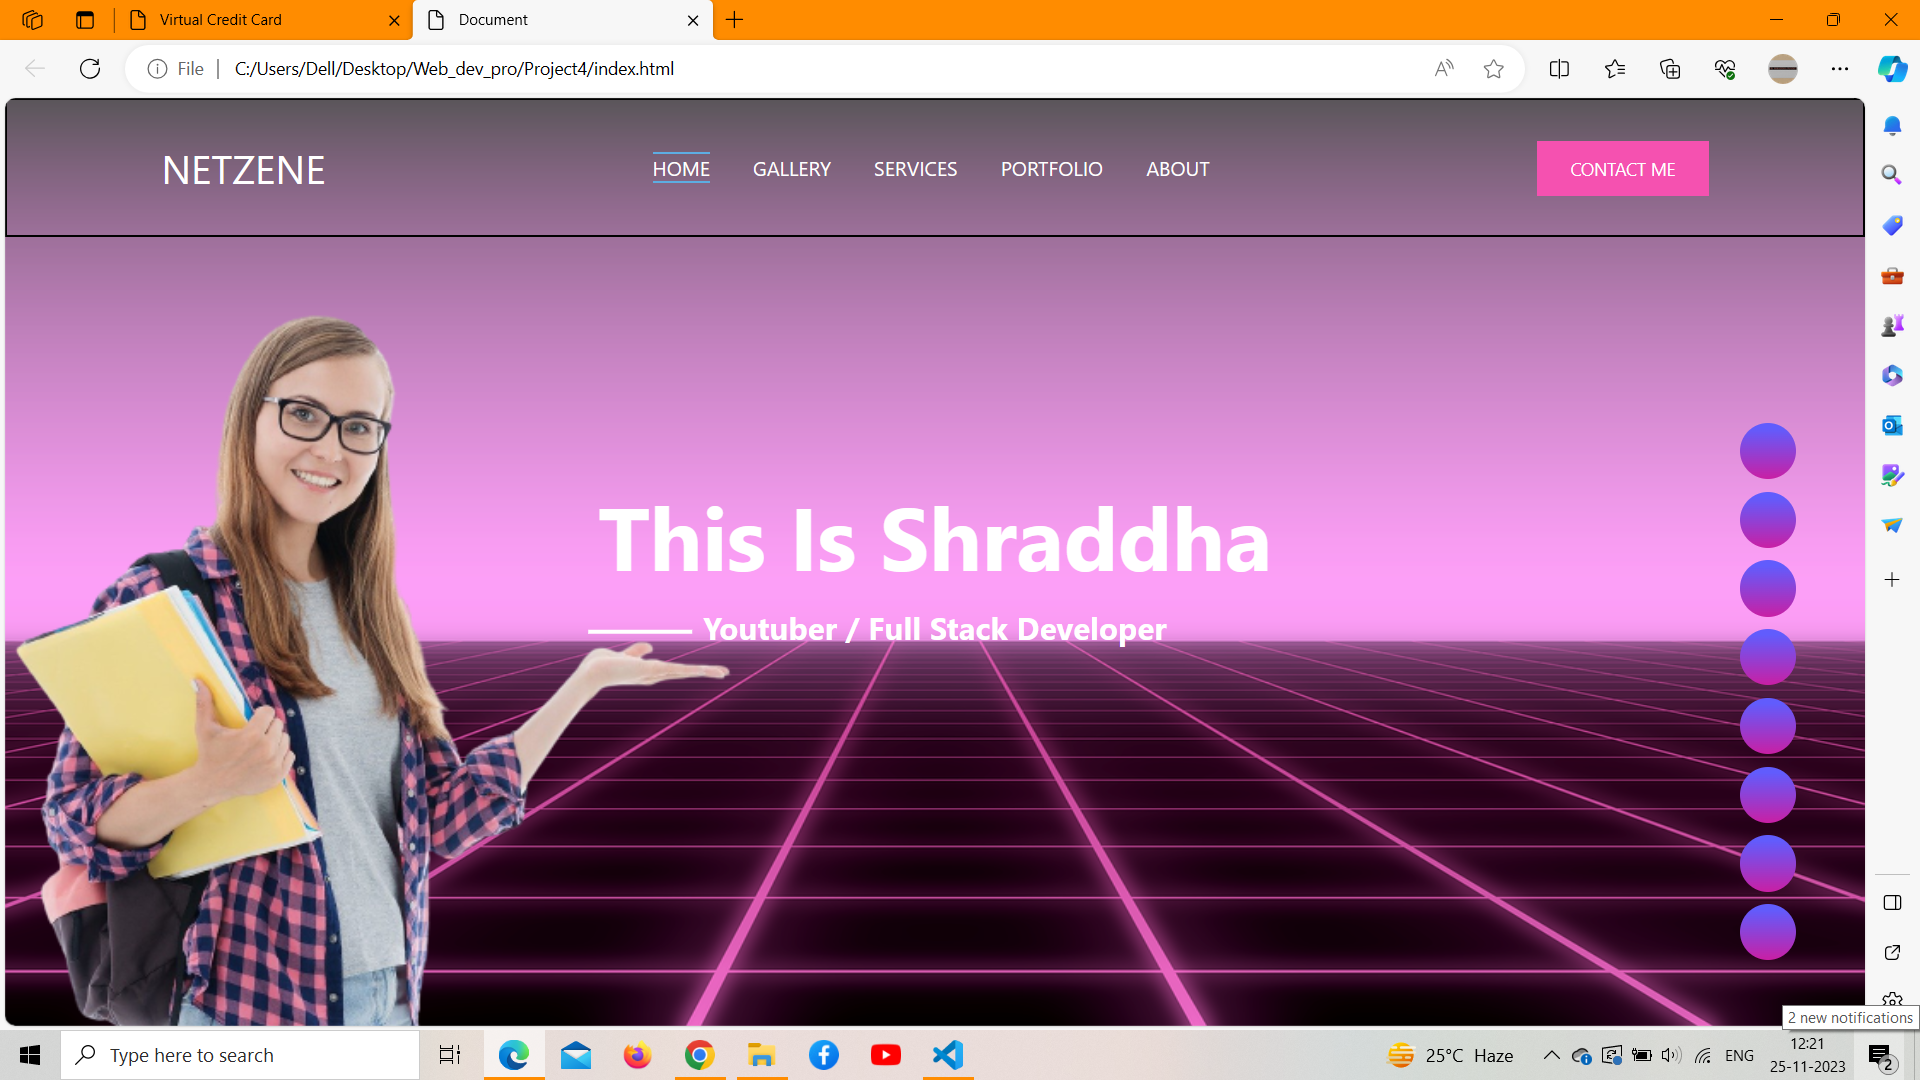 Virtual Credit Card
Document
File
C:/Users/Dell/Desktop/Web_dev_pro/Project4/index.html
NETZENE
HOME
GALLERY
SERVICES
PORTFOLIO
ABOUT
CONTACT ME
This Is Shraddha
Youtuber / Full Stack Developer
2 new notifications
Type here to search
25°C Haze
ENG
12:21
25-11-2023
2